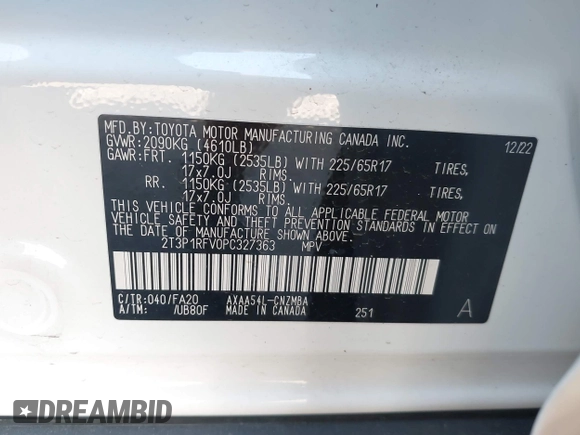 MFD.BY:TOYOTA MOTOR MANUFACTURING CANADA INC.
GVWR:2090KG (4610LB) 12/22
GAWR:FRT. 1150KG (2535LB) WITH 225/65R17 TIRES,
17x7.0J RIMS.
RR. 1150KG (2535LB) WITH 225/65R17 TIRES,
17x7.0J RIMS.
THIS VEHICLE CONFORMS TO ALL APPLICABLE FEDERAL MOTOR
VEHICLE SAFETY AND THEFT PREVENTION STANDARDS IN EFFECT ON
THE DATE OF MANUFACTURE SHOWN ABOVE.
2T3P1RFV0PC327363 MPV
C/TR:040/FA20 AXAA54L-CNZMBA
A/TM: /UB80F MADE IN CANADA 251 A
DREAMBID